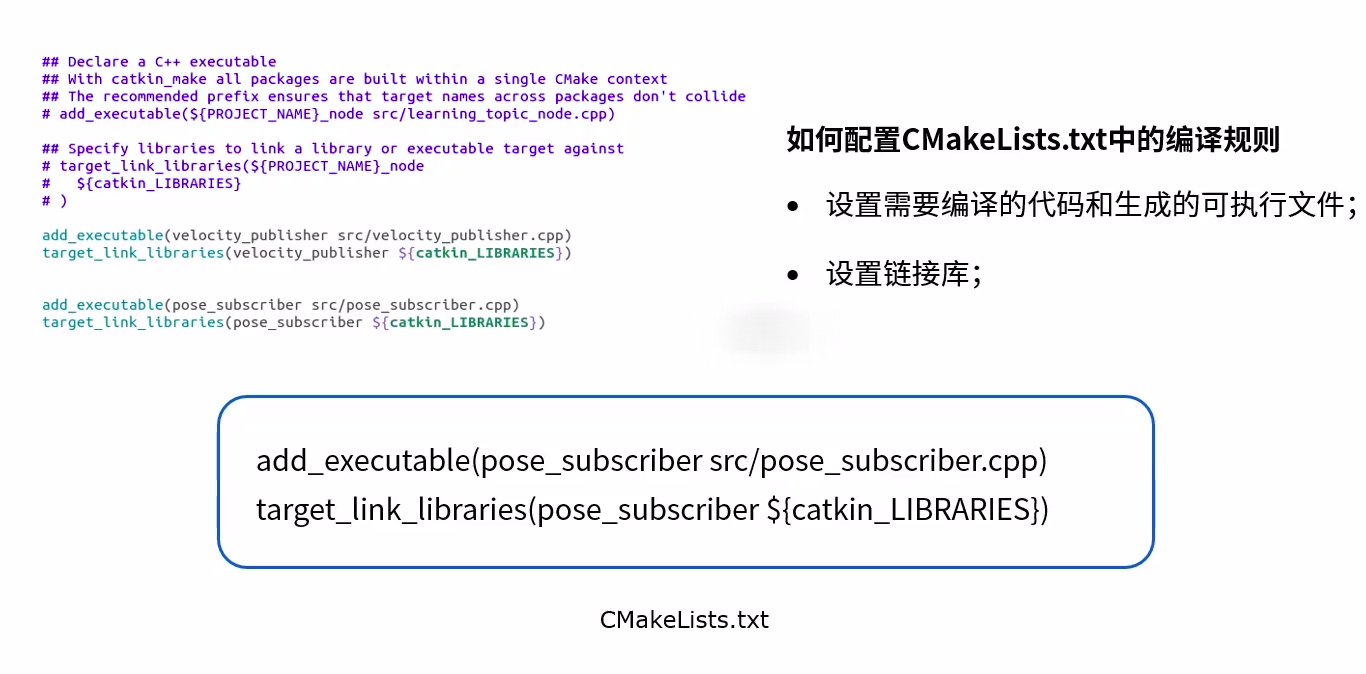 ## Declare a C++ executable
## With catkin_make all packages are built within a single CMake context
## The recommended prefix ensures that target names across packages don't collide
# add_executable(${PROJECT_NAME}_node src/learning_topic_node.cpp)
## Specify libraries to link a library or executable target against
# target_link_libraries(${PROJECT_NAME}_node
#   ${catkin_LIBRARIES}
# )
add_executable(velocity_publisher src/velocity_publisher.cpp)
target_link_libraries(velocity_publisher ${catkin_LIBRARIES})
add_executable(pose_subscriber src/pose_subscriber.cpp)
target_link_libraries(pose_subscriber ${catkin_LIBRARIES})
如何配置CMakeLists.txt中的编译规则
• 设置需要编译的代码和生成的可执行文件；
• 设置链接库；
add_executable(pose_subscriber src/pose_subscriber.cpp)
target_link_libraries(pose_subscriber ${catkin_LIBRARIES})
CMakeLists.txt